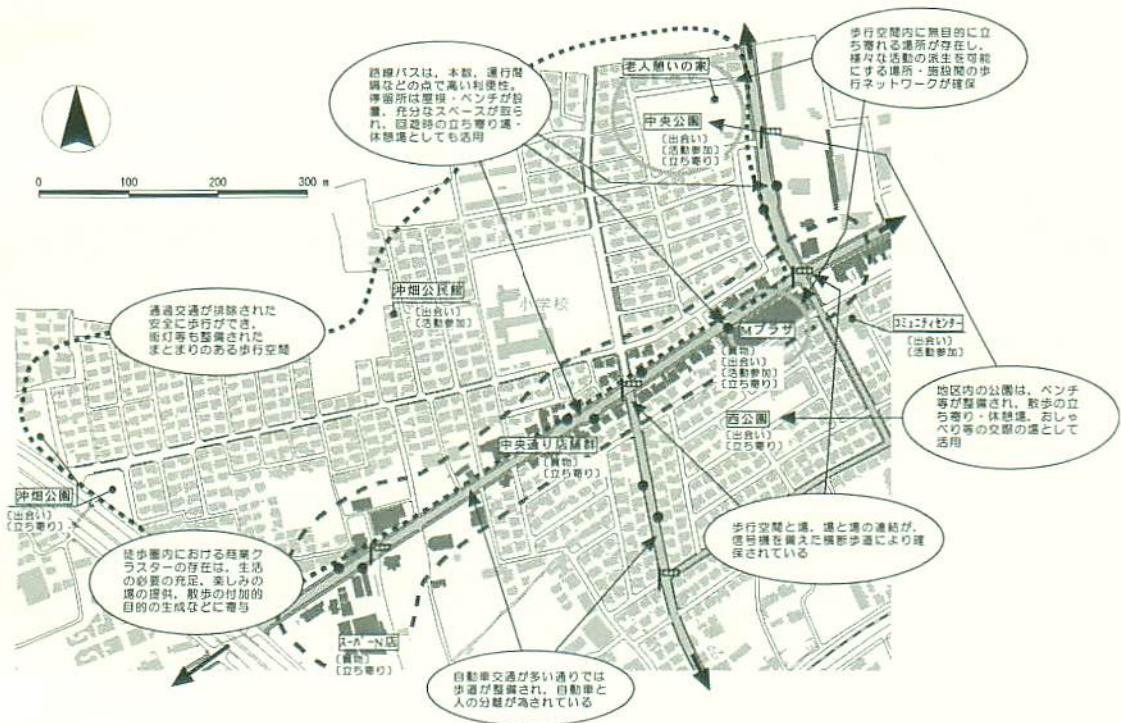 歩行空間内に無目的に立
ち寄れる場所が存在し、
様々な活動の派生を可能
にする場所・施設間の歩
行ネットワークが確保
路線バスは、本数、運行間
隔などの点で高い利便性。
停留所は屋根・ベンチが設
置、充分なスペースが取ら
れ、回遊時の立ち寄り場・
休憩場としても活用
老人憩いの家
中央公園
〔出会い〕
〔活動参加〕
〔立ち寄り〕
0 100 200 300 m
沖畑公民館
〔出会い〕
〔活動参加〕
小学校
通過交通が排除された
安全に歩行ができ、
街灯等も整備された
まとまりのある歩行空間
Mプラザ
〔買物〕
〔出会い〕
〔活動参加〕
〔立ち寄り〕
コミュニティセンター
〔出会い〕
〔活動参加〕
地区内の公園は、ベンチ
等が整備され、散歩の立
ち寄り・休憩場、おしゃ
べり等の交際の場として
活用
西公園
〔出会い〕
〔立ち寄り〕
中央通り店舗群
〔買物〕
〔立ち寄り〕
沖畑公園
〔出会い〕
〔立ち寄り〕
歩行空間と場、場と場の連結が、
信号機を備えた横断歩道により確
保されている
徒歩圏内における商業ク
ラスターの存在は、生活
の必要の充足、楽しみの
場の提供、散歩の付加的
目的の生成などに寄与
スーパーN店
〔買物〕
〔立ち寄り〕
自動車交通が多い通りでは
歩道が整備され、自動車と
人の分離が為されている